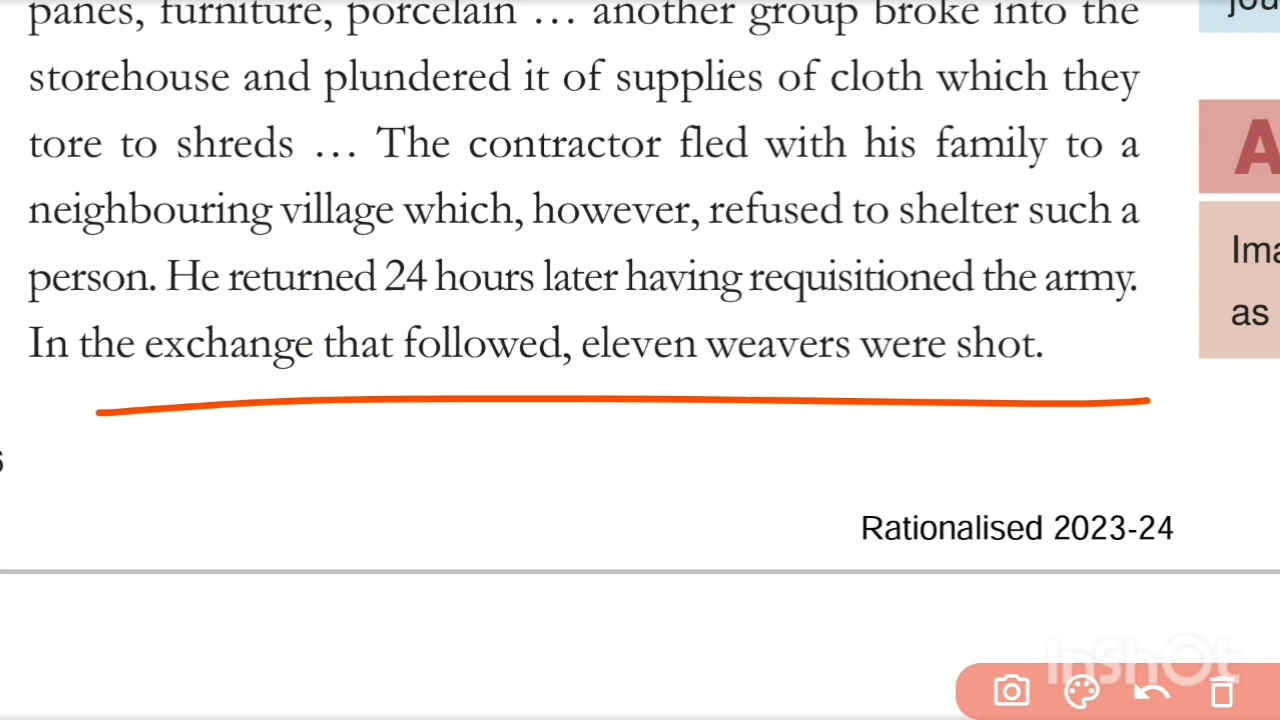 panes, furniture, porcelain … another group broke into the
storehouse and plundered it of supplies of cloth which they
tore to shreds … The contractor fled with his family to a
neighbouring village which, however, refused to shelter such a
person. He returned 24 hours later having requisitioned the army.
In the exchange that followed, eleven weavers were shot.
A
as
Rationalised 2023-24
InShOt